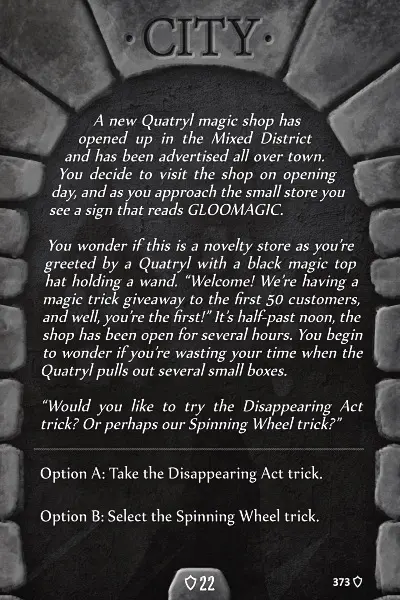 · CITY ·
A new Quatryl magic shop has
opened up in the Mixed District
and has been advertised all over town.
You decide to visit the shop on opening
day, and as you approach the small store you
see a sign that reads GLOOMAGIC.
You wonder if this is a novelty store as you're
greeted by a Quatryl with a black magic top
hat holding a wand. “Welcome! We're having a
magic trick giveaway to the first 50 customers,
and well, you're the first!” It's half-past noon, the
shop has been open for several hours. You begin
to wonder if you're wasting your time when the
Quatryl pulls out several small boxes.
“Would you like to try the Disappearing Act
trick? Or perhaps our Spinning Wheel trick?”
Option A: Take the Disappearing Act trick.
Option B: Select the Spinning Wheel trick.
22
373